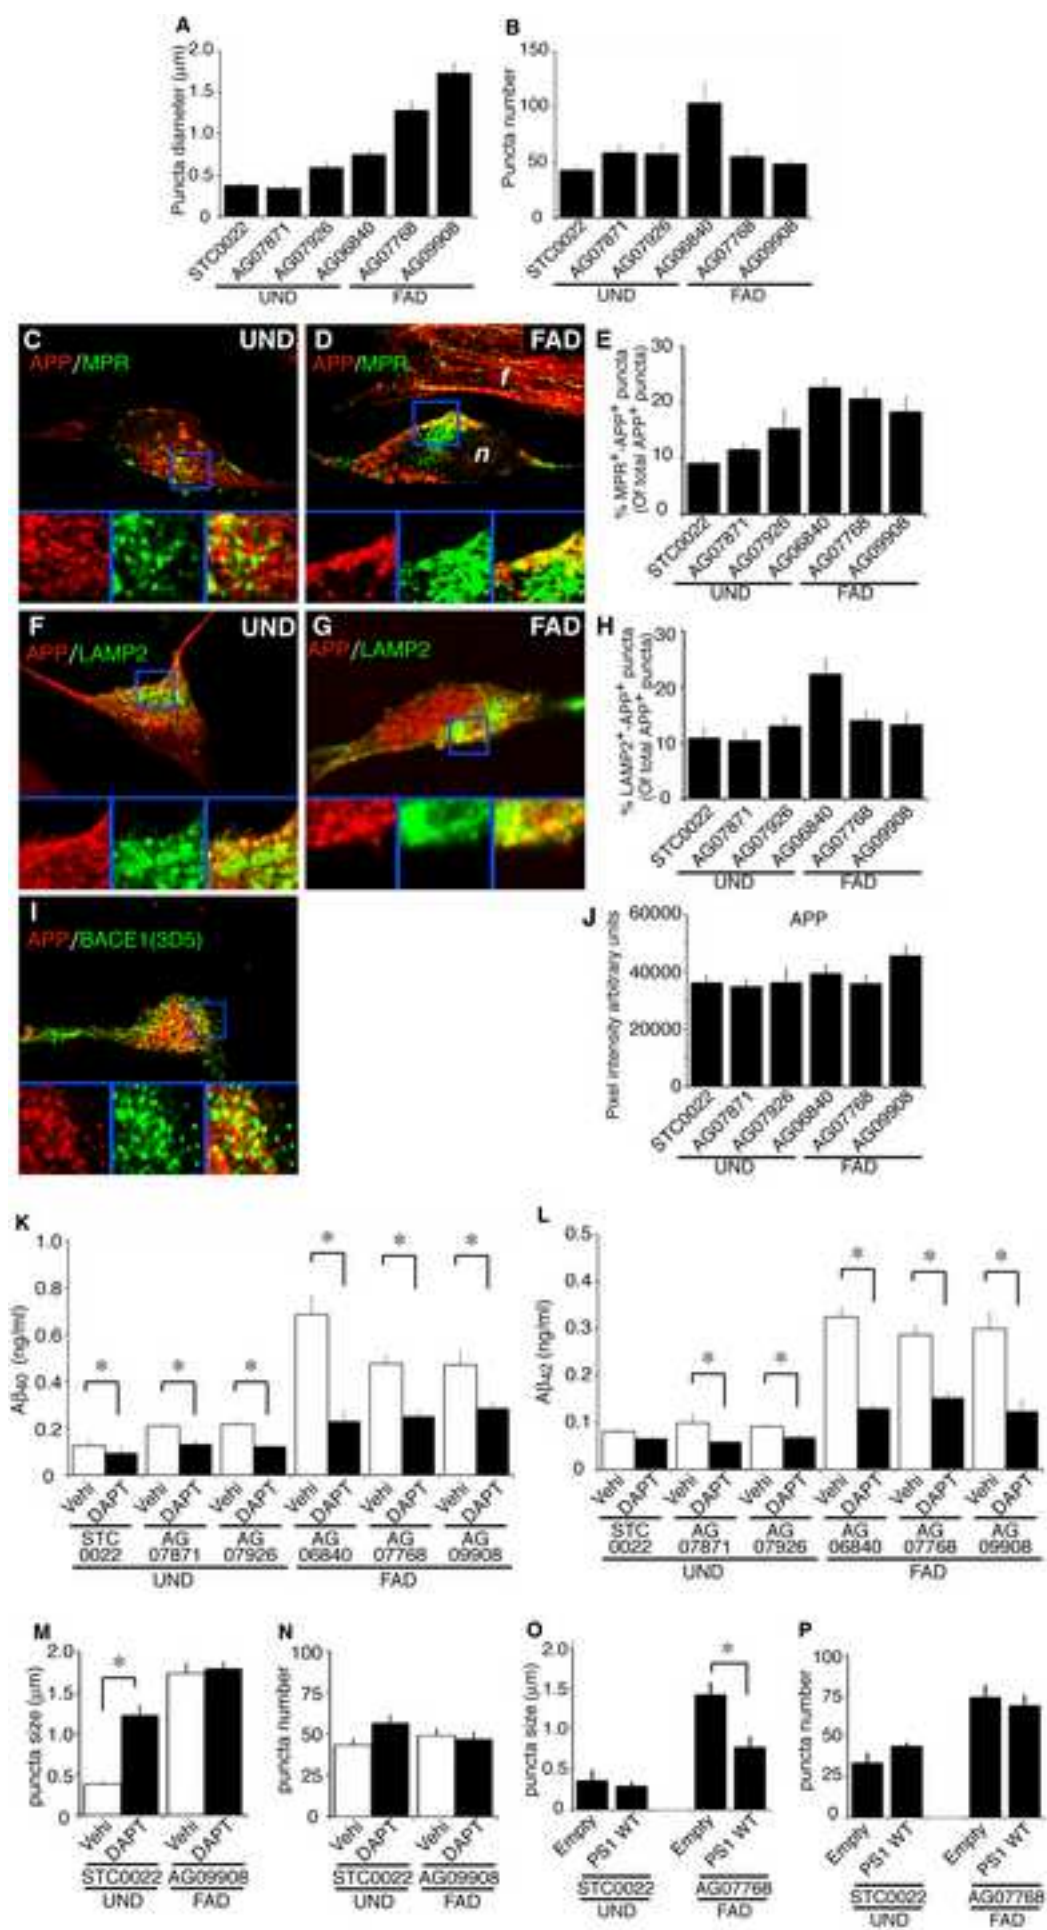 A
Puncta diameter (μm)
2.0
1.5
1.0
0.5
0
STC0022
AG07871
AG07926
AG06840
AG07768
AG09908
UND
FAD
B
Puncta number
150
100
50
0
STC0022
AG07871
AG07926
AG06840
AG07768
AG09908
UND
FAD
C
UND
APP/MPR
D
FAD
APP/MPR
f
n
E
% MPR⁺-APP⁺ puncta
(Of total APP⁺ puncta)
30
20
10
0
STC0022
AG07871
AG07926
AG06840
AG07768
AG09908
UND
FAD
F
UND
APP/LAMP2
G
FAD
APP/LAMP2
H
% LAMP2⁺-APP⁺ puncta
(Of total APP⁺ puncta)
30
20
10
0
STC0022
AG07871
AG07926
AG06840
AG07768
AG09908
UND
FAD
I
APP/BACE1(3D5)
J
APP
Pixel intensity arbitrary units
60000
40000
20000
0
STC0022
AG07871
AG07926
AG06840
AG07768
AG09908
UND
FAD
K
Aβ₄₀ (ng/ml)
1.0
0.8
0.6
0.4
0.2
0
* * * * * *
Vehi DAPT Vehi DAPT Vehi DAPT Vehi DAPT Vehi DAPT Vehi DAPT
STC AG AG AG AG AG
0022 07871 07926 06840 07768 09908
UND FAD
L
Aβ₄₂ (ng/ml)
0.5
0.4
0.3
0.2
0.1
0
* * * * *
Vehi DAPT Vehi DAPT Vehi DAPT Vehi DAPT Vehi DAPT Vehi DAPT
STC AG AG AG AG AG
0022 07871 07926 06840 07768 09908
UND FAD
M
puncta size (μm)
2.0
1.5
1.0
0.5
0
*
Vehi DAPT Vehi DAPT
STC0022 AG09908
UND FAD
N
puncta number
100
75
50
25
0
Vehi DAPT Vehi DAPT
STC0022 AG09908
UND FAD
O
puncta size (μm)
2.0
1.5
1.0
0.5
0
*
Empty PS1 WT Empty PS1 WT
STC0022 AG07768
UND FAD
P
puncta number
100
75
50
25
0
Empty PS1 WT Empty PS1 WT
STC0022 AG07768
UND FAD